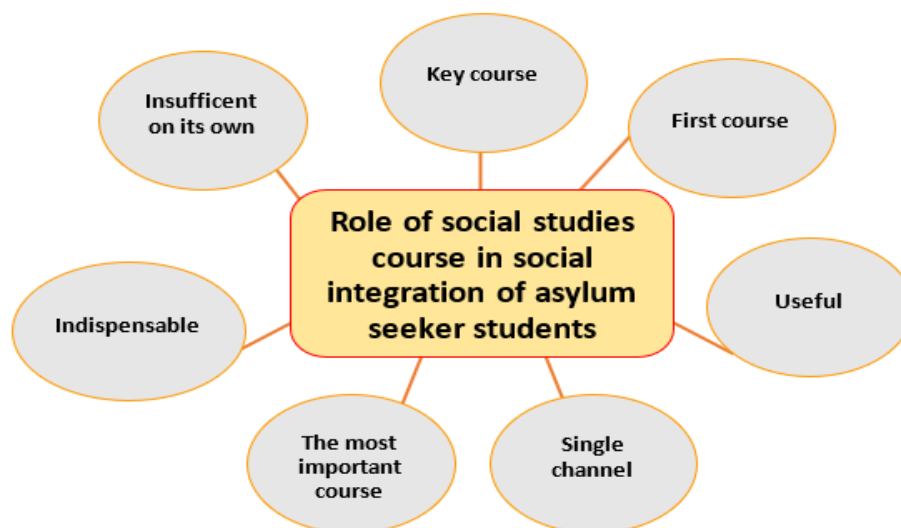 Key course
Insufficent
on its own
First course
Role of social studies
course in social
integration of asylum
seeker students
Indispensable
Useful
The most
important
course
Single
channel